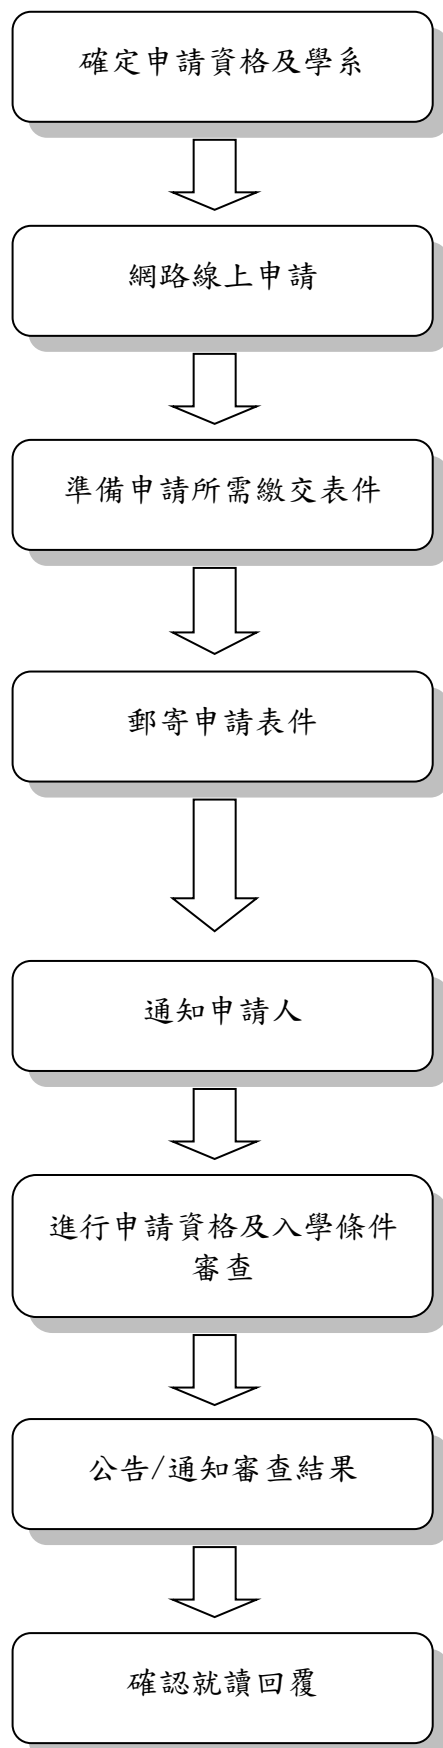 確定申請資格及學系
網路線上申請
準備申請所需繳交表件
郵寄申請表件
通知申請人
進行申請資格及入學條件
審查
公告/通知審查結果
確認就讀回覆